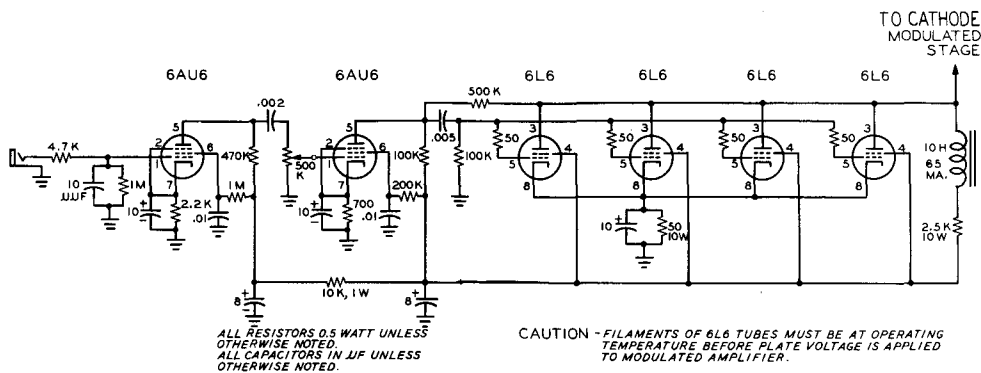 TO CATHODE
MODULATED
STAGE
6AU6
6AU6
6L6
6L6
6L6
6L6
4.7K
10
µµF
1M
2
1
5
6
7
10
+
-
2.2K
.01
1M
470K
.002
500
K
2
1
5
6
7
10
+
-
700
.01
200K
100K
.005
500K
100K
50
3
5
4
8
50
3
5
4
8
50
3
5
4
8
50
3
5
4
8
10
+
50
10W
10H
65
MA.
2.5K
10W
10K, 1W
8
+
-
8
+
-
ALL RESISTORS 0.5 WATT UNLESS
OTHERWISE NOTED.
ALL CAPACITORS IN µF UNLESS
OTHERWISE NOTED.
CAUTION - FILAMENTS OF 6L6 TUBES MUST BE AT OPERATING
TEMPERATURE BEFORE PLATE VOLTAGE IS APPLIED
TO MODULATED AMPLIFIER.